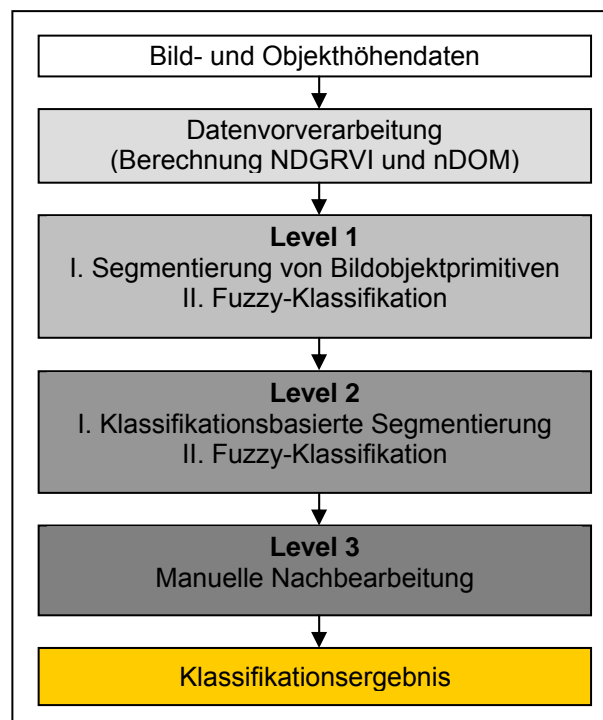 Bild- und Objekthöhendaten
Datenvorverarbeitung
(Berechnung NDGRVI und nDOM)
Level 1
I. Segmentierung von Bildobjektprimitiven
II. Fuzzy-Klassifikation
Level 2
I. Klassifikationsbasierte Segmentierung
II. Fuzzy-Klassifikation
Level 3
Manuelle Nachbearbeitung
Klassifikationsergebnis